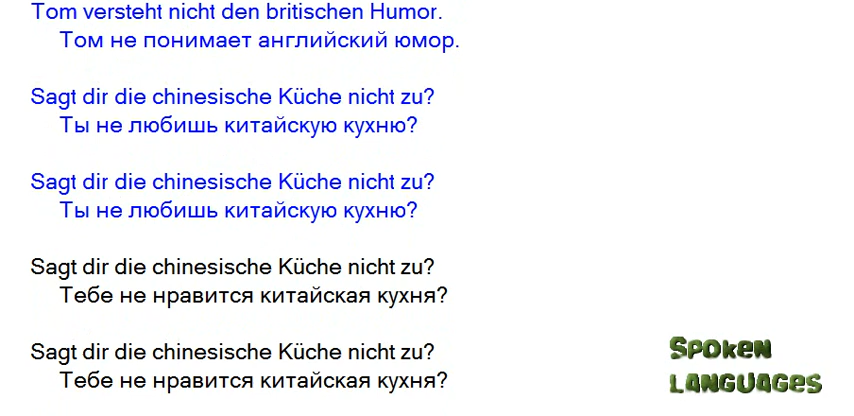 Tom versteht nicht den britischen Humor.
Том не понимает английский юмор.
Sagt dir die chinesische Küche nicht zu?
Ты не любишь китайскую кухню?
Sagt dir die chinesische Küche nicht zu?
Ты не любишь китайскую кухню?
Sagt dir die chinesische Küche nicht zu?
Тебе не нравится китайская кухня?
Sagt dir die chinesische Küche nicht zu?
Тебе не нравится китайская кухня?
Spoken
Languages